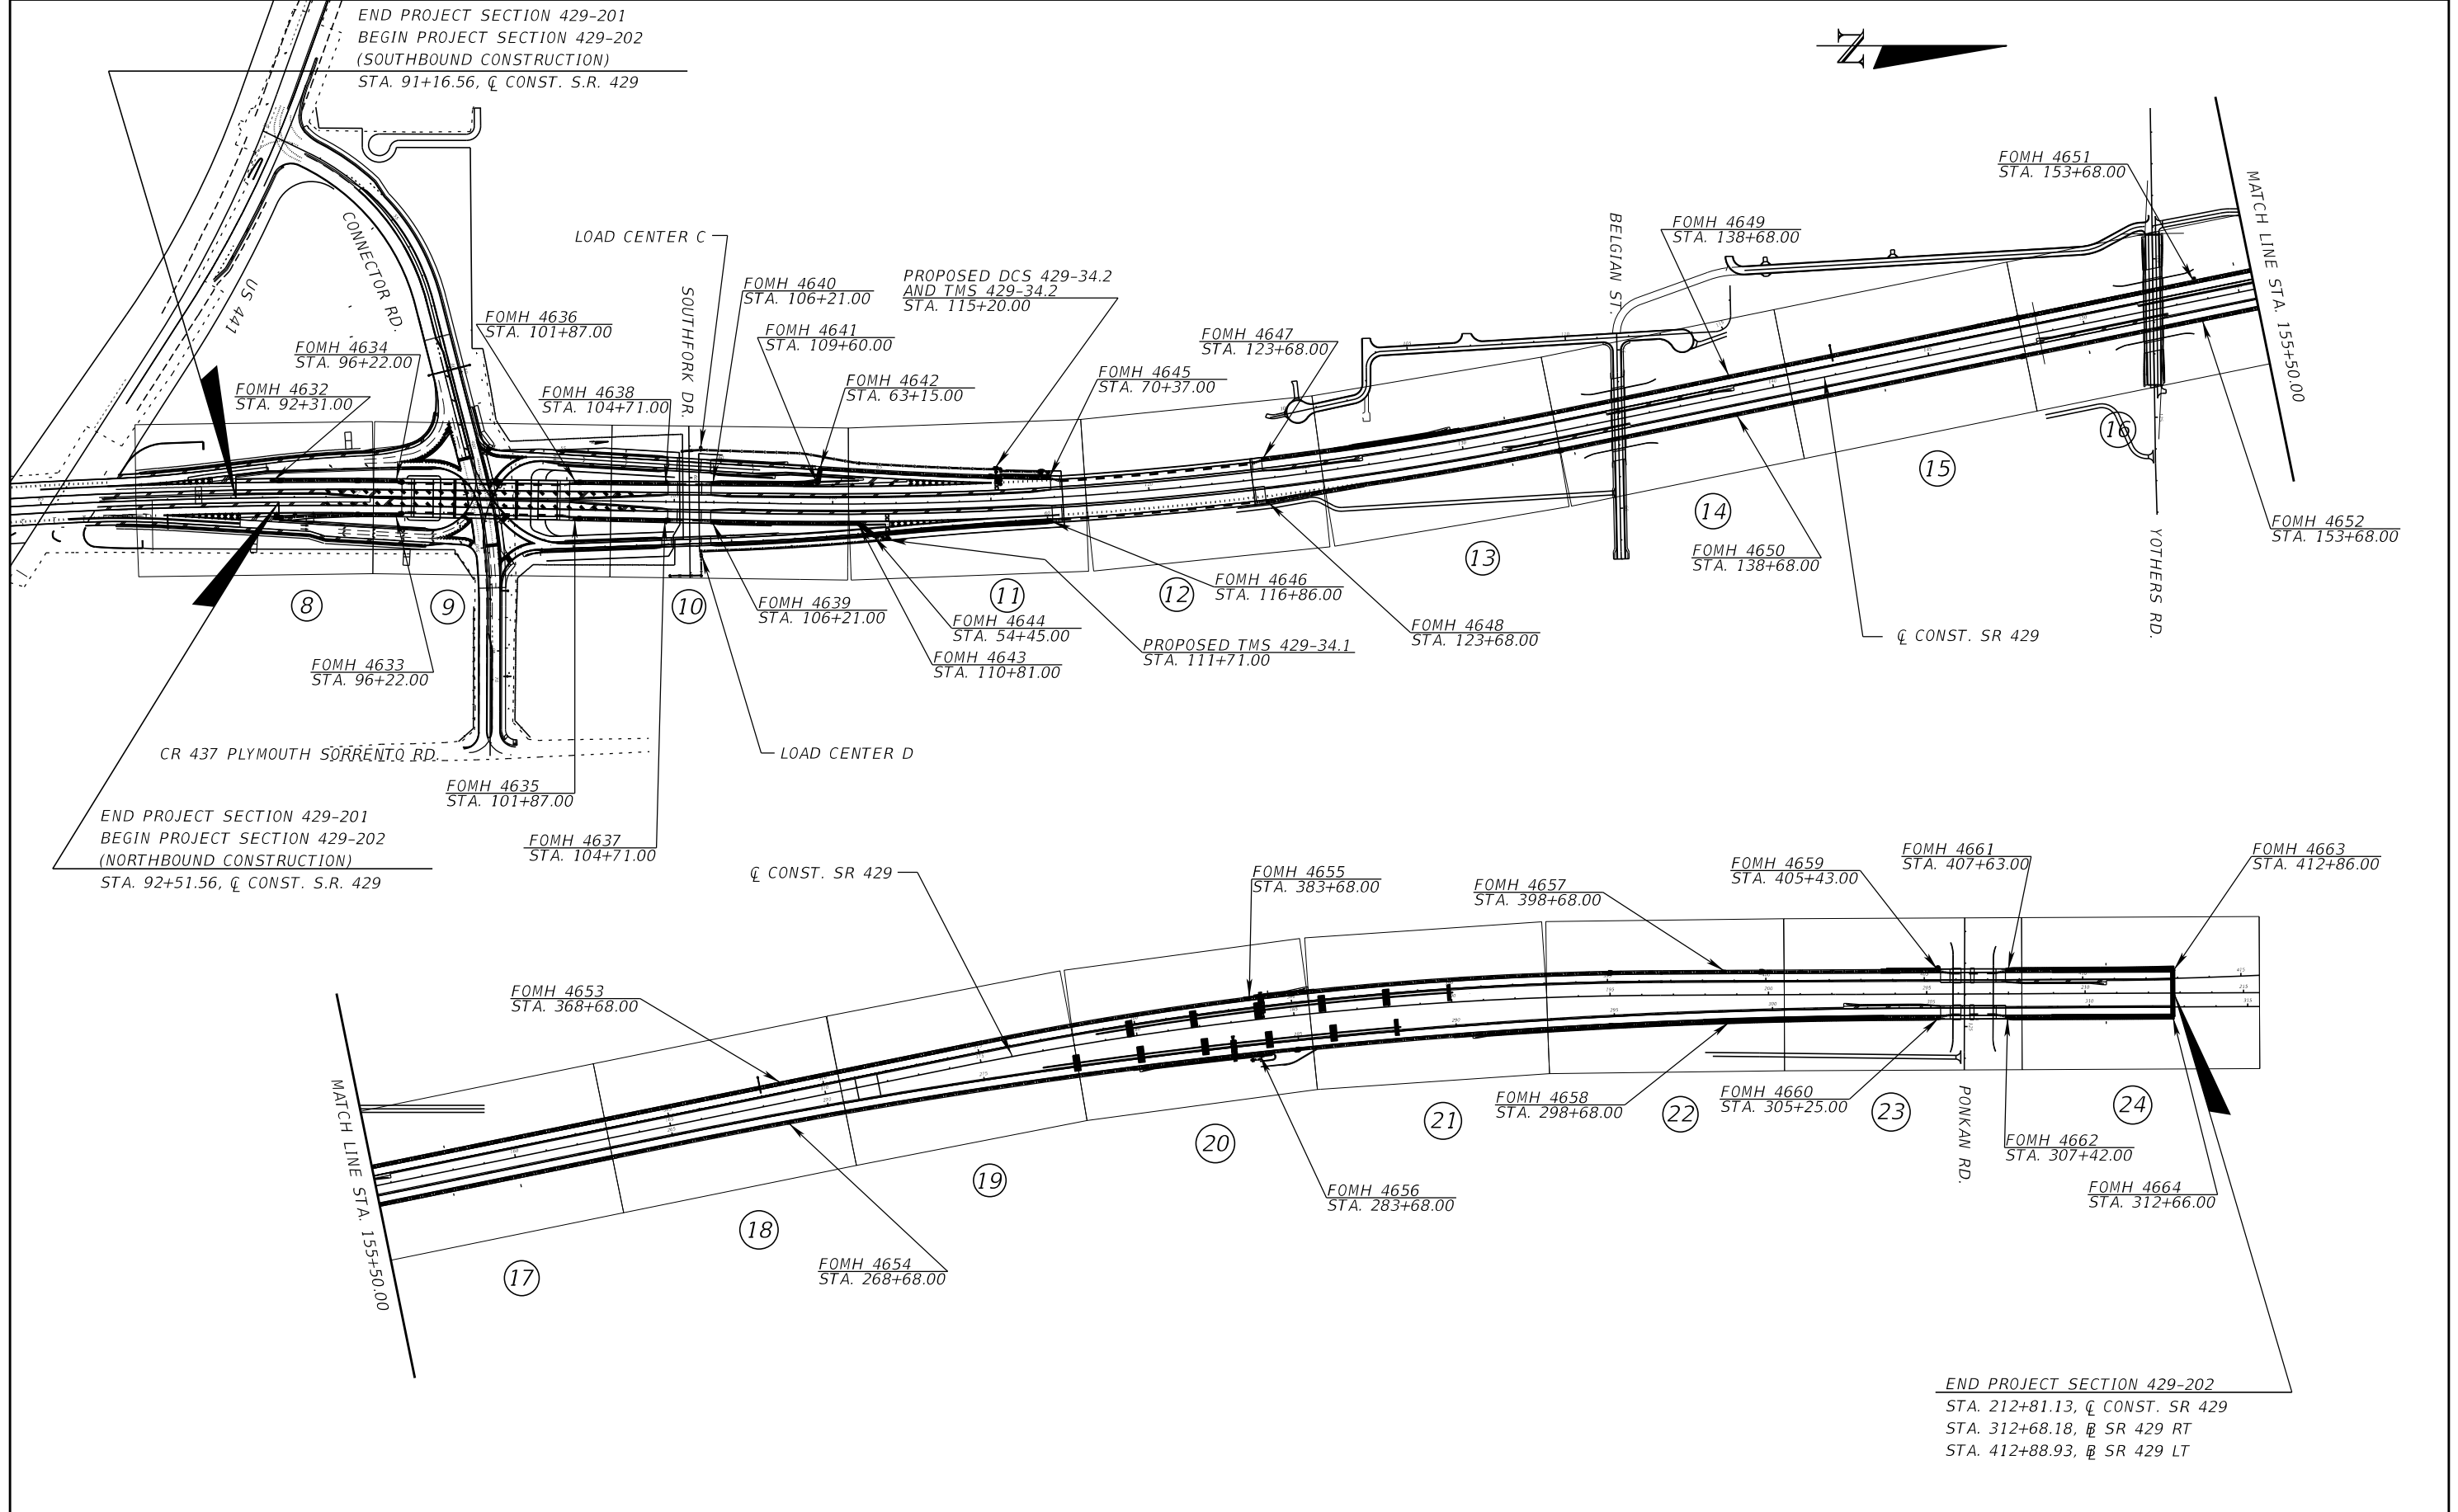 END PROJECT SECTION 429-201
BEGIN PROJECT SECTION 429-202
(SOUTHBOUND CONSTRUCTION)
STA. 91+16.56, ℄ CONST. S.R. 429
N
FOMH 4651
STA. 153+68.00
MATCH LINE STA. 155+50.00
CONNECTOR RD.
US 441
LOAD CENTER C
SOUTHFORK DR.
FOMH 4640
STA. 106+21.00
PROPOSED DCS 429-34.2
AND TMS 429-34.2
STA. 115+20.00
BELGIAN ST.
FOMH 4649
STA. 138+68.00
FOMH 4636
STA. 101+87.00
FOMH 4641
STA. 109+60.00
FOMH 4647
STA. 123+68.00
FOMH 4634
STA. 96+22.00
FOMH 4645
STA. 70+37.00
FOMH 4642
STA. 63+15.00
FOMH 4632
STA. 92+31.00
FOMH 4638
STA. 104+71.00
16
15
14
13
12
11
10
9
8
FOMH 4652
STA. 153+68.00
YOTHERS RD.
FOMH 4650
STA. 138+68.00
FOMH 4646
STA. 116+86.00
FOMH 4639
STA. 106+21.00
FOMH 4644
STA. 54+45.00
FOMH 4648
STA. 123+68.00
℄ CONST. SR 429
PROPOSED TMS 429-34.1
STA. 111+71.00
FOMH 4643
STA. 110+81.00
FOMH 4633
STA. 96+22.00
CR 437 PLYMOUTH SORRENTO RD.
LOAD CENTER D
FOMH 4635
STA. 101+87.00
END PROJECT SECTION 429-201
BEGIN PROJECT SECTION 429-202
(NORTHBOUND CONSTRUCTION)
STA. 92+51.56, ℄ CONST. S.R. 429
FOMH 4637
STA. 104+71.00
℄ CONST. SR 429
FOMH 4655
STA. 383+68.00
FOMH 4657
STA. 398+68.00
FOMH 4659
STA. 405+43.00
FOMH 4661
STA. 407+63.00
FOMH 4663
STA. 412+86.00
FOMH 4653
STA. 368+68.00
MATCH LINE STA. 155+50.00
FOMH 4658
STA. 298+68.00
22
FOMH 4660
STA. 305+25.00
23
PONKAN RD.
24
21
20
19
18
17
FOMH 4662
STA. 307+42.00
FOMH 4664
STA. 312+66.00
FOMH 4656
STA. 283+68.00
FOMH 4654
STA. 268+68.00
END PROJECT SECTION 429-202
STA. 212+81.13, ℄ CONST. SR 429
STA. 312+68.18, B̲L SR 429 RT
STA. 412+88.93, B̲L SR 429 LT